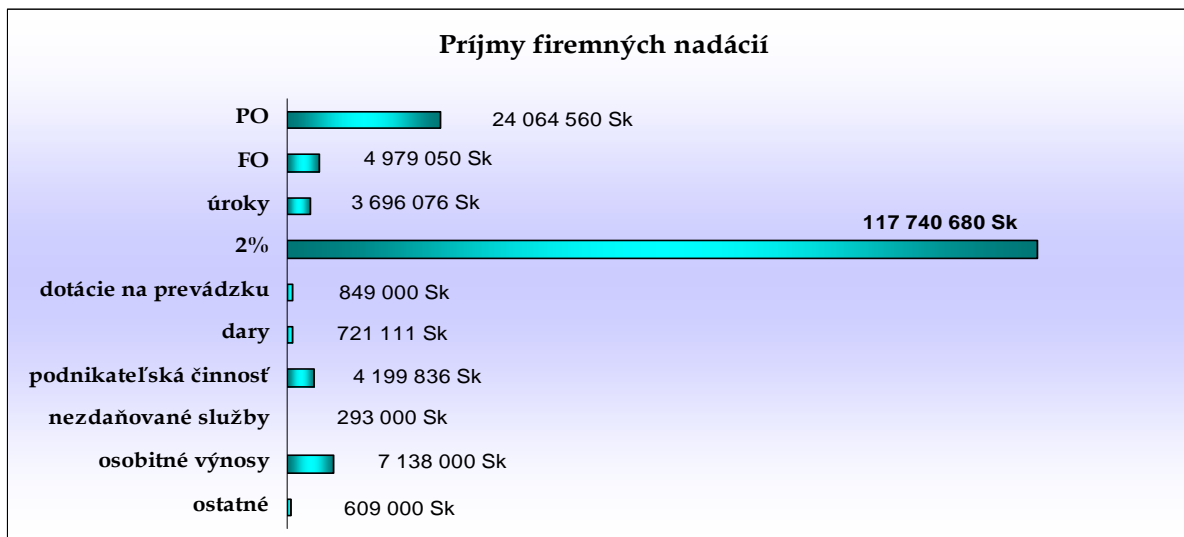 Príjmy firemných nadácií
PO 24 064 560 Sk
FO 4 979 050 Sk
úroky 3 696 076 Sk
2% 117 740 680 Sk
dotácie na prevádzku 849 000 Sk
dary 721 111 Sk
podnikateľská činnosť 4 199 836 Sk
nezdaňované služby 293 000 Sk
osobitné výnosy 7 138 000 Sk
ostatné 609 000 Sk